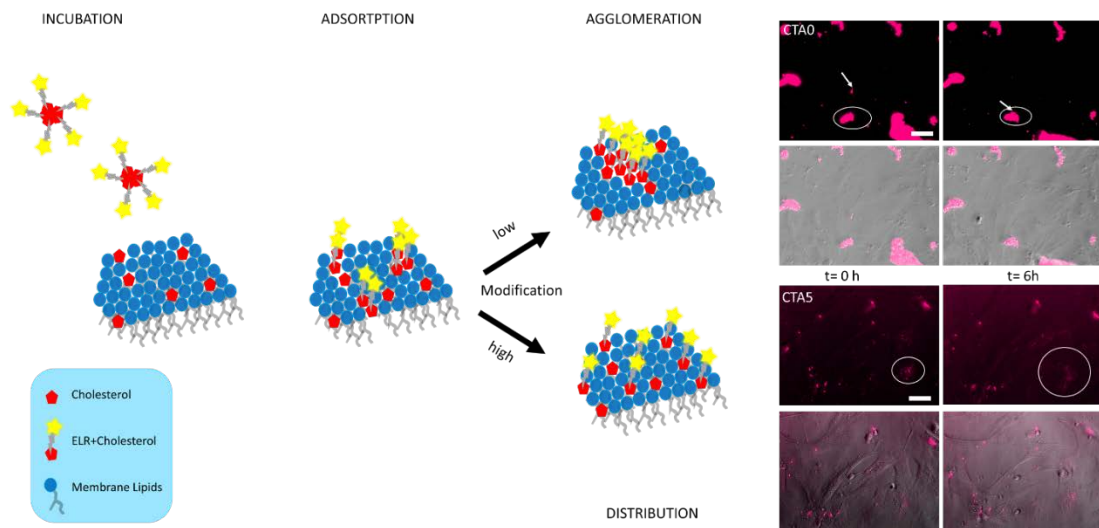 INCUBATION
ADSORTPTION
AGGLOMERATION
low
Modification
high
DISTRIBUTION
Cholesterol
ELR+Cholesterol
Membrane Lipids
CTA0
t= 0 h
t= 6h
CTA5